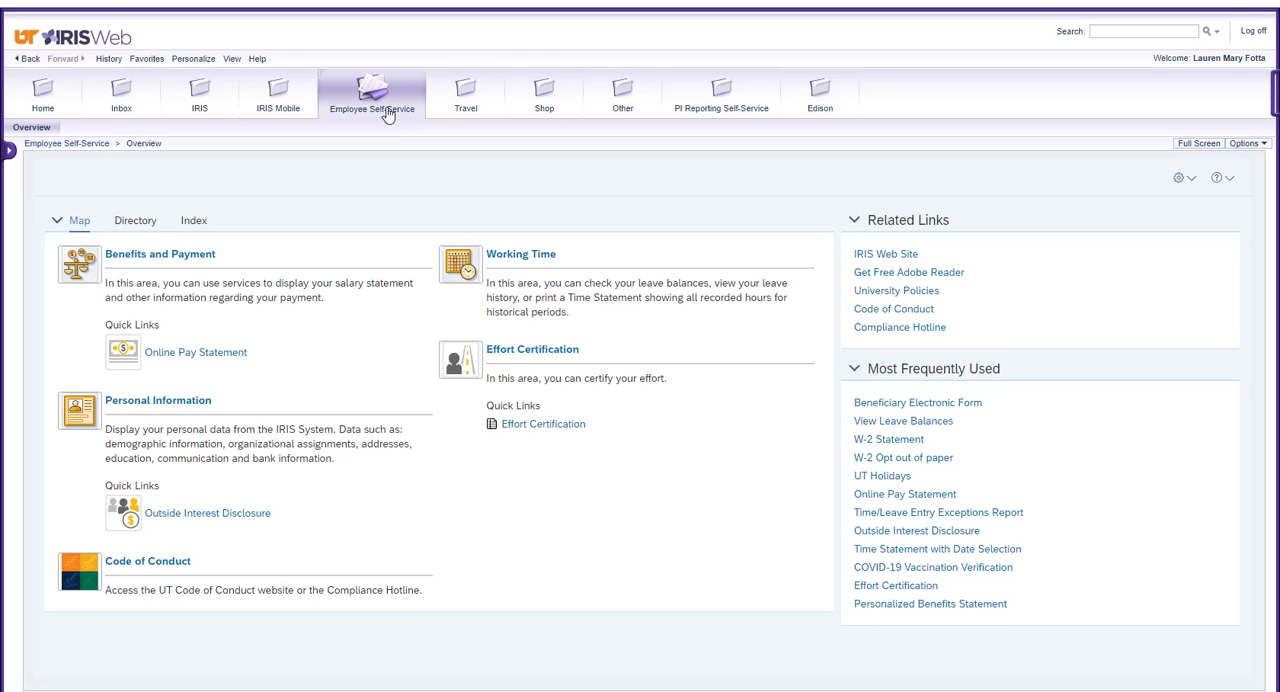 UT IRISWeb
Search:
Log off
Back Forward History Favorites Personalize View Help
Welcome: Lauren Mary Fotta
Home Inbox IRIS IRIS Mobile Employee Self-Service Travel Shop Other PI Reporting Self-Service Edison
Overview
Employee Self-Service > Overview
Full Screen Options
Map Directory Index
Benefits and Payment
In this area, you can use services to display your salary statement
and other information regarding your payment.
Quick Links
Online Pay Statement
Personal Information
Display your personal data from the IRIS System. Data such as:
demographic information, organizational assignments, addresses,
education, communication and bank information.
Quick Links
Outside Interest Disclosure
Code of Conduct
Access the UT Code of Conduct website or the Compliance Hotline.
Working Time
In this area, you can check your leave balances, view your leave
history, or print a Time Statement showing all recorded hours for
historical periods.
Effort Certification
In this area, you can certify your effort.
Quick Links
Effort Certification
Related Links
IRIS Web Site
Get Free Adobe Reader
University Policies
Code of Conduct
Compliance Hotline
Most Frequently Used
Beneficiary Electronic Form
View Leave Balances
W-2 Statement
W-2 Opt out of paper
UT Holidays
Online Pay Statement
Time/Leave Entry Exceptions Report
Outside Interest Disclosure
Time Statement with Date Selection
COVID-19 Vaccination Verification
Effort Certification
Personalized Benefits Statement